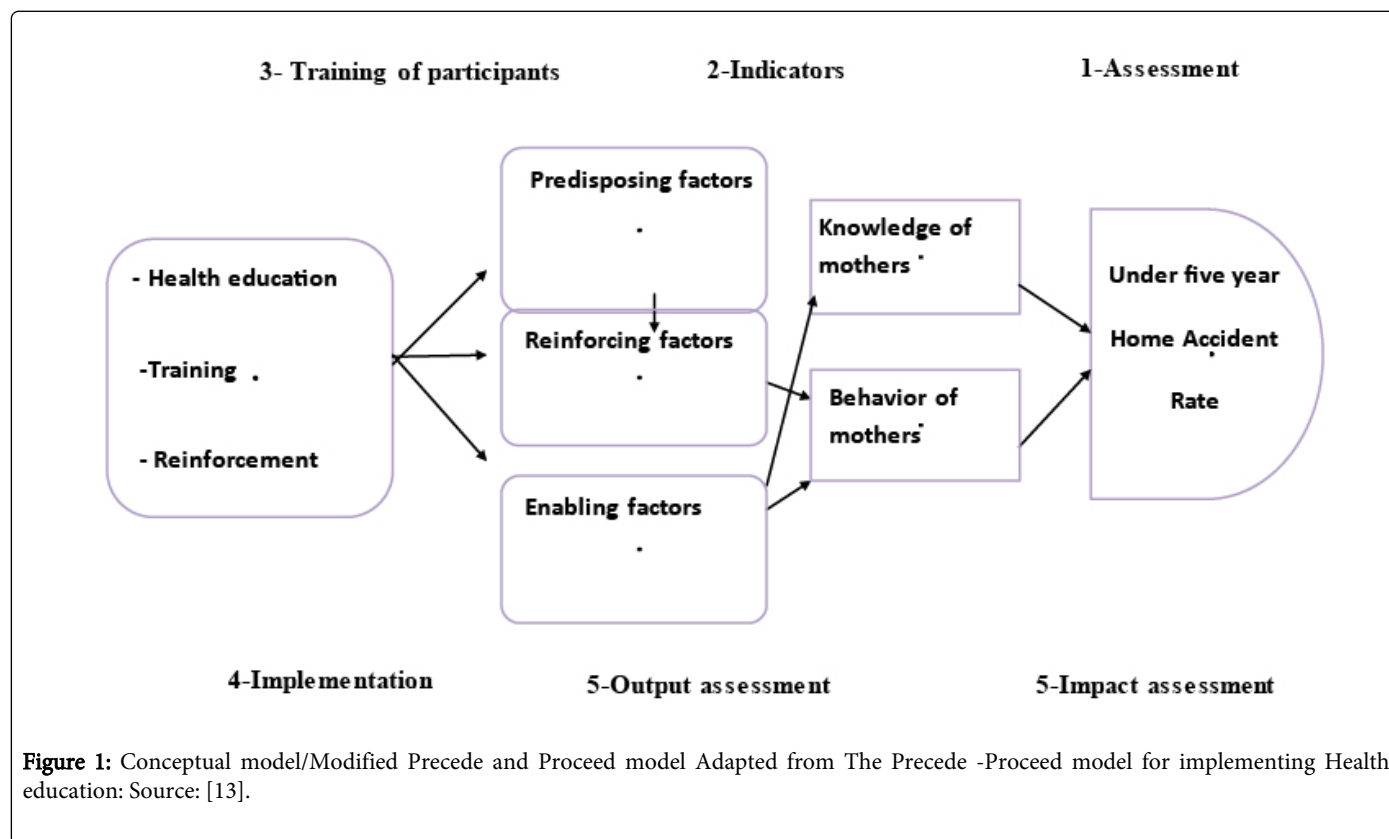 3- Training of participants
2-Indicators
1-Assessment
- Health education
-Training .
- Reinforcement
Predisposing factors
.
Reinforcing factors
.
Enabling factors
.
Knowledge of
mothers .
Behavior of
mothers.
Under five year
Home Accident
.
Rate
4-Implementation
5-Output assessment
5-Impact assessment
Figure 1: Conceptual model/Modified Precede and Proceed model Adapted from The Precede -Proceed model for implementing Health
education: Source: [13].